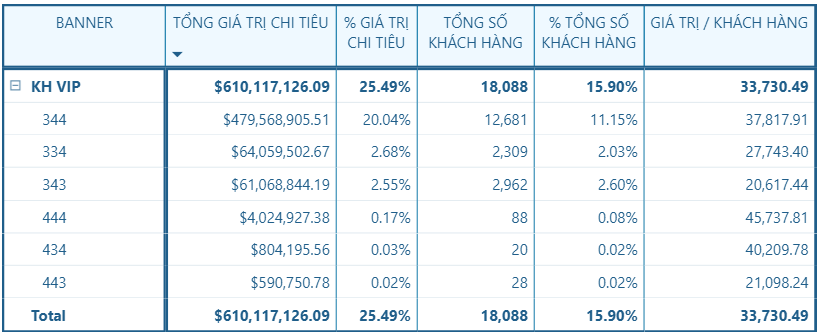 BANNER TỔNG GIÁ TRỊ CHI TIÊU % GIÁ TRỊ CHI TIÊU TỔNG SỐ KHÁCH HÀNG % TỔNG SỐ KHÁCH HÀNG GIÁ TRỊ / KHÁCH HÀNG
KH VIP $610,117,126.09 25.49% 18,088 15.90% 33,730.49
344 $479,568,905.51 20.04% 12,681 11.15% 37,817.91
334 $64,059,502.67 2.68% 2,309 2.03% 27,743.40
343 $61,068,844.19 2.55% 2,962 2.60% 20,617.44
444 $4,024,927.38 0.17% 88 0.08% 45,737.81
434 $804,195.56 0.03% 20 0.02% 40,209.78
443 $590,750.78 0.02% 28 0.02% 21,098.24
Total $610,117,126.09 25.49% 18,088 15.90% 33,730.49